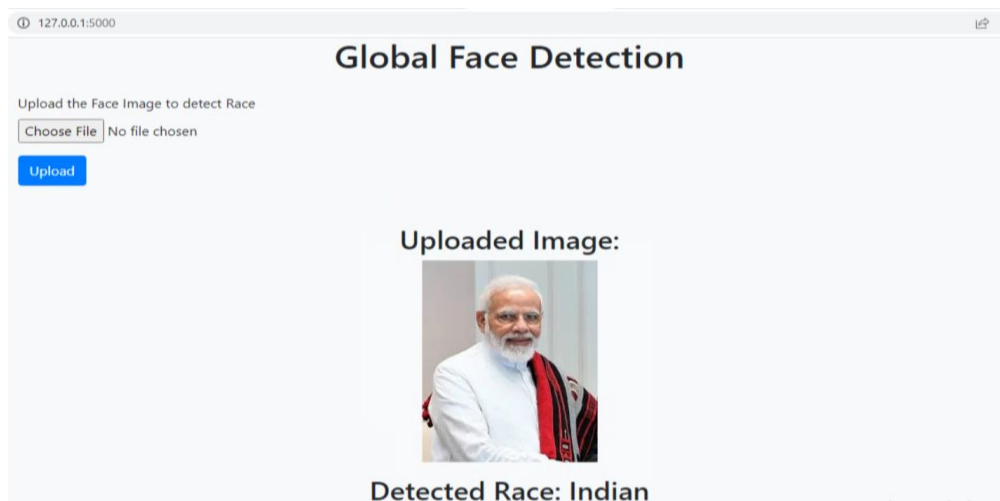 127.0.0.1:5000
Global Face Detection
Upload the Face Image to detect Race
Choose File No file chosen
Upload
Uploaded Image:
Detected Race: Indian